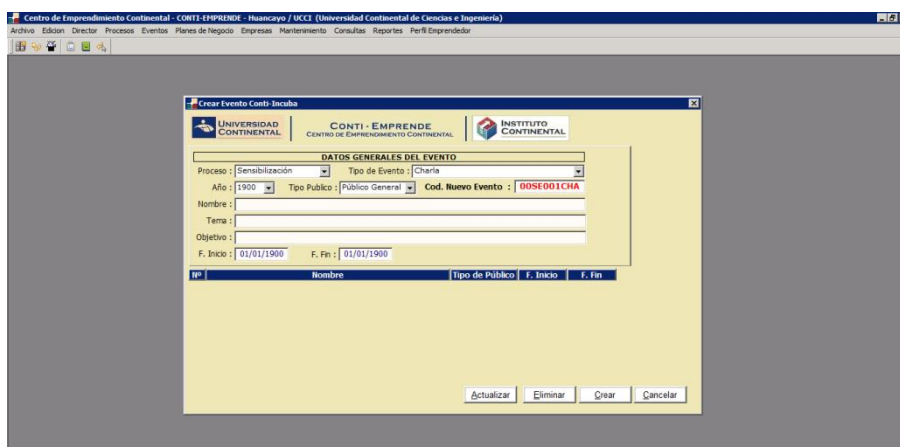 Centro de Emprendimiento Continental - CONTI-EMPRENDE - Huancayo / UCCI (Universidad Continental de Ciencias e Ingeniería)
Archivo Edicion Director Procesos Eventos Planes de Negocio Empresas Mantenimiento Consultas Reportes Perfil Emprendedor
Crear Evento Conti-Incuba
UNIVERSIDAD CONTINENTAL
CONTI - EMPRENDE
CENTRO DE EMPRENDIMIENTO CONTINENTAL
INSTITUTO CONTINENTAL
DATOS GENERALES DEL EVENTO
Proceso : Sensibilización Tipo de Evento : Charla
Año : 1900 Tipo Publico : Público General Cod. Nuevo Evento : 00SE001CHA
Nombre :
Tema :
Objetivo :
F. Inicio : 01/01/1900 F. Fin : 01/01/1900
Nº Nombre Tipo de Público F. Inicio F. Fin
Actualizar Eliminar Crear Cancelar